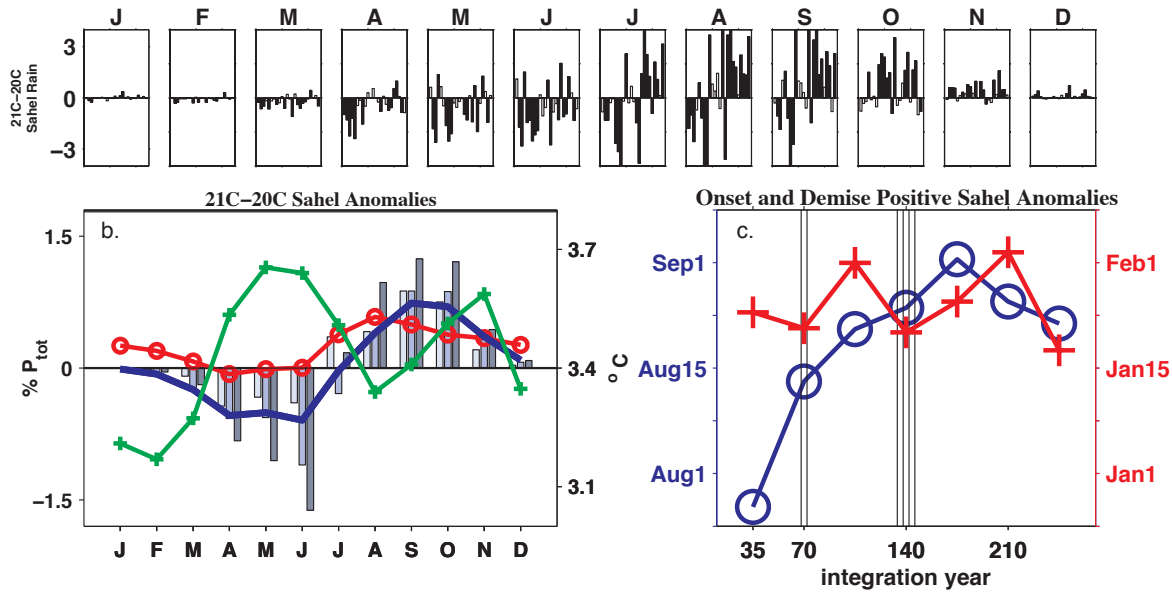 J F M A M J J A S O N D
21C−20C
Sahel Rain
3
0
−3
21C−20C Sahel Anomalies
b.
% Ptot
1.5
0
−1.5
3.7
3.4
3.1
°C
J F M A M J J A S O N D
Onset and Demise Positive Sahel Anomalies
c.
Sep1
Aug15
Aug1
Feb1
Jan15
Jan1
35 70 140 210
integration year